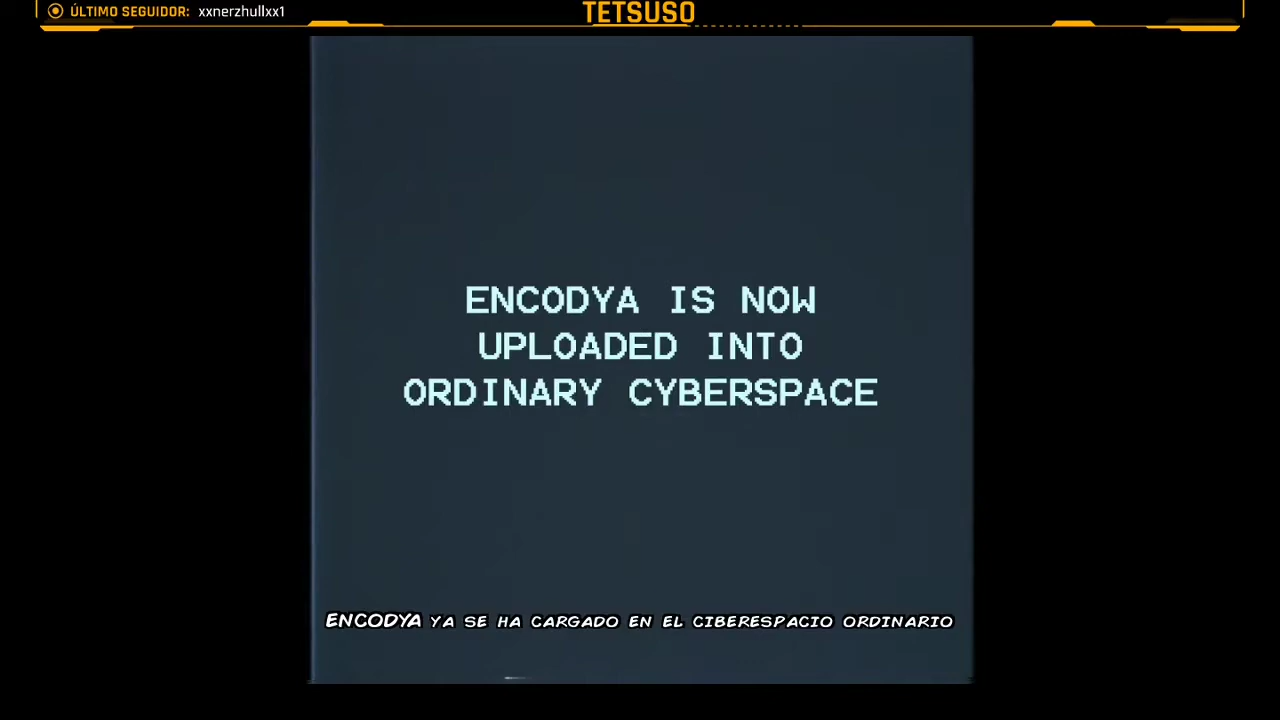 ÚLTIMO SEGUIDOR: xxnerzhullxx1
TETSUSO
ENCODYA IS NOW
UPLOADED INTO
ORDINARY CYBERSPACE
ENCODYA YA SE HA CARGADO EN EL CIBERESPACIO ORDINARIO